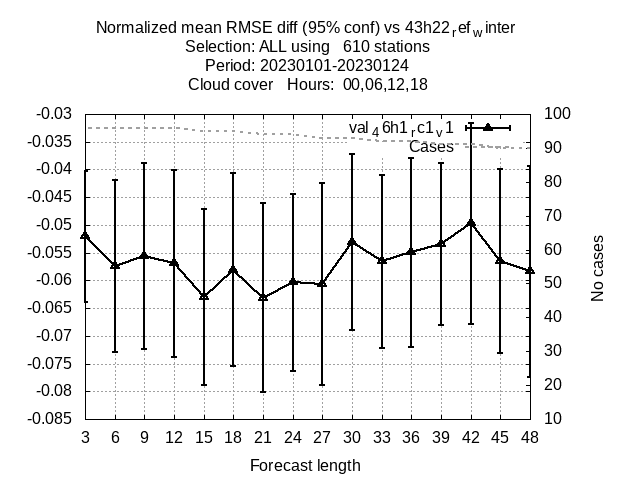 Normalized mean RMSE diff (95% conf) vs 43h22refwinter
Selection: ALL using   610 stations
Period: 20230101-20230124
Cloud cover   Hours:  00,06,12,18
-0.03 100
val46h1rc1v1
-0.035 90
Cases
-0.04 80
-0.045 70
-0.05 60
-0.055 50
-0.06 40
-0.065 30
-0.07 20
-0.075 10
-0.08
-0.085
No cases
3 6 9 12 15 18 21 24 27 30 33 36 39 42 45 48
Forecast length